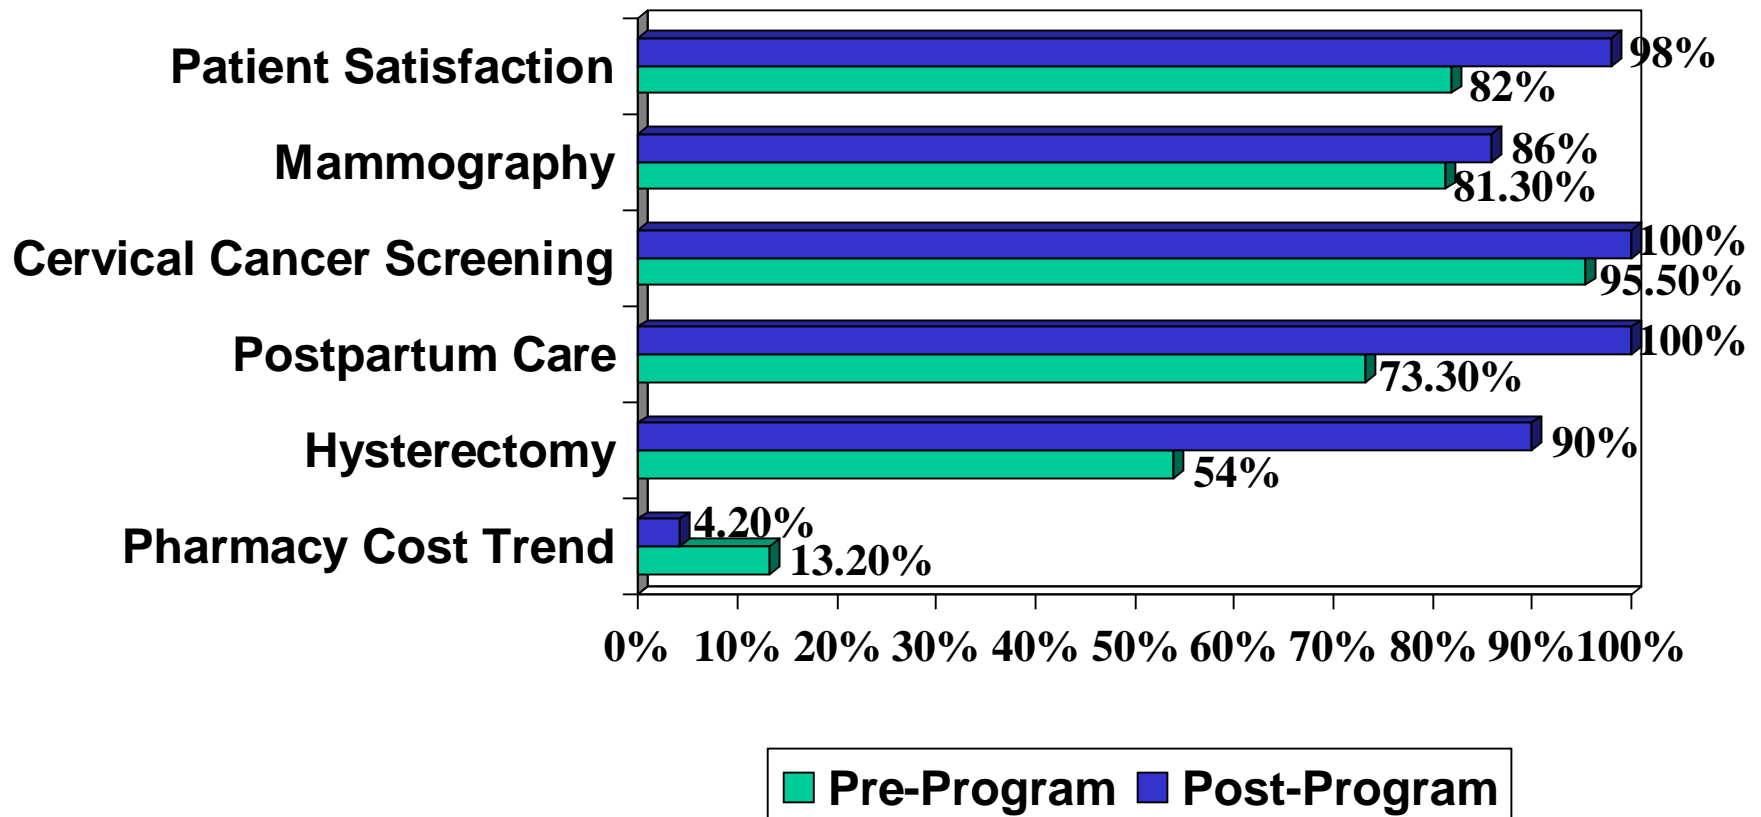 Patient Satisfaction
98%
82%
Mammography
86%
81.30%
Cervical Cancer Screening
100%
95.50%
Postpartum Care
100%
73.30%
Hysterectomy
90%
54%
Pharmacy Cost Trend
4.20%
13.20%
0% 10% 20% 30% 40% 50% 60% 70% 80% 90% 100%
Pre-Program Post-Program